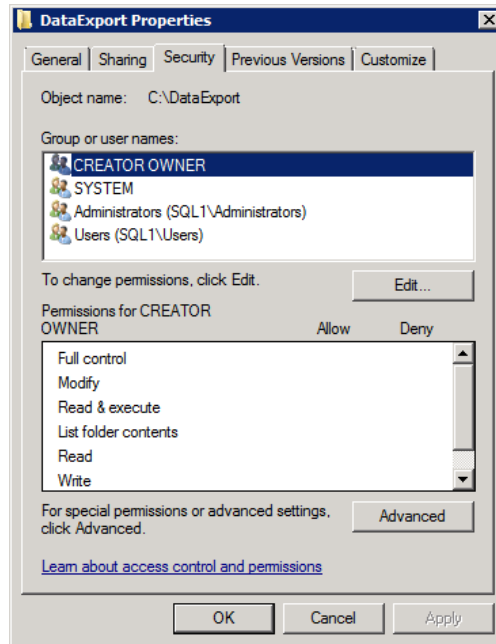 DataExport Properties
General Sharing Security Previous Versions Customize
Object name: C:\DataExport
Group or user names:
CREATOR OWNER
SYSTEM
Administrators (SQL1\Administrators)
Users (SQL1\Users)
To change permissions, click Edit.
Edit...
Permissions for CREATOR
OWNER Allow Deny
Full control
Modify
Read & execute
List folder contents
Read
Write
For special permissions or advanced settings,
click Advanced.
Advanced
Learn about access control and permissions
OK Cancel Apply